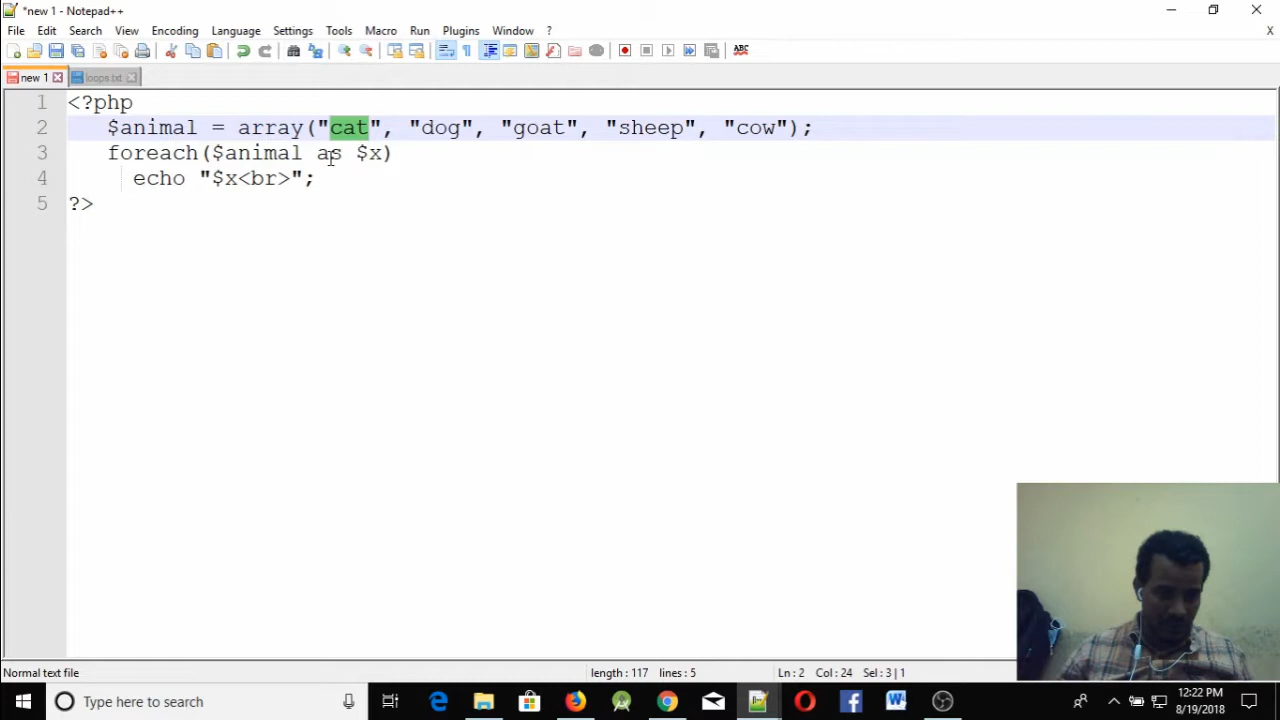 *new 1 - Notepad++
File Edit Search View Encoding Language Settings Tools Macro Run Plugins Window ? X
ABC
new 1 loops.txt
1 <?php
2 $animal = array("cat", "dog", "goat", "sheep", "cow");
3 foreach($animal as $x)
4 echo "$x<br>";
5 ?>
Normal text file length : 117 lines : 5 Ln : 2 Col : 24 Sel : 3 | 1
Type here to search 12:22 PM
8/19/2018